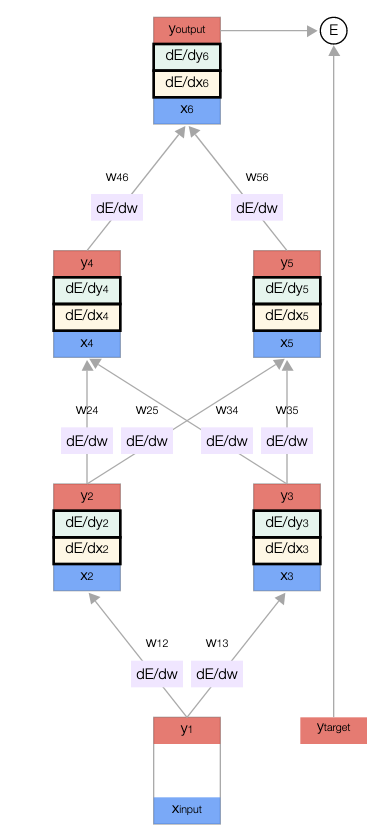 youtput
E
dE/dy6
dE/dx6
x6
w46 w56
dE/dw dE/dw
y4 y5
dE/dy4 dE/dy5
dE/dx4 dE/dx5
x4 x5
w24 w25 w34 w35
dE/dw dE/dw dE/dw dE/dw
y2 y3
dE/dy2 dE/dy3
dE/dx2 dE/dx3
x2 x3
w12 w13
dE/dw dE/dw
y1 ytarget
xinput